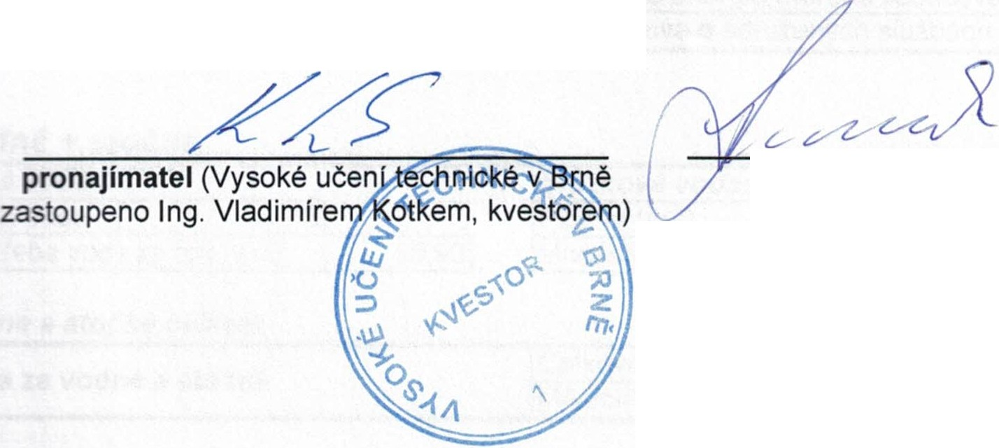 pronajímatel (Vysoké učení technické v Brně
zastoupeno Ing. Vladimírem Kotkem, kvestorem)
VYSOKÉ UČENÍ TECHNICKÉ V BRNĚ
KVESTOR
1